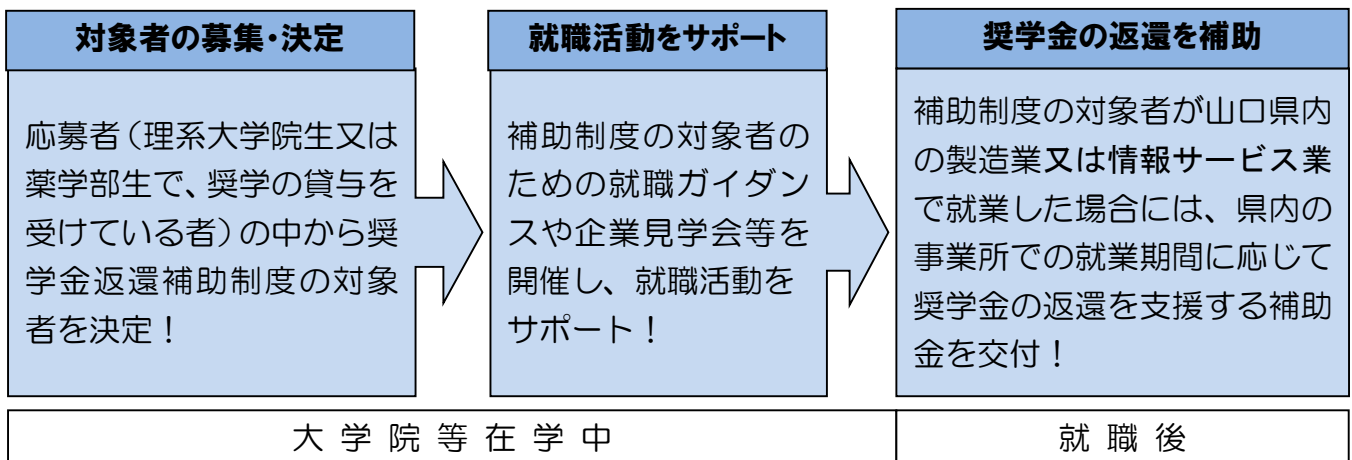 対象者の募集・決定
応募者（理系大学院生又は
薬学部生で、奨学の貸与を
受けている者）の中から奨
学金返還補助制度の対象
者を決定！
就職活動をサポート
補助制度の対象者の
ための就職ガイダン
スや企業見学会等を
開催し、就職活動を
サポート！
奨学金の返還を補助
補助制度の対象者が山口県内
の製造業又は情報サービス業
で就業した場合には、県内の
事業所での就業期間に応じて
奨学金の返還を支援する補助
金を交付！
大学院等在学中
就職後